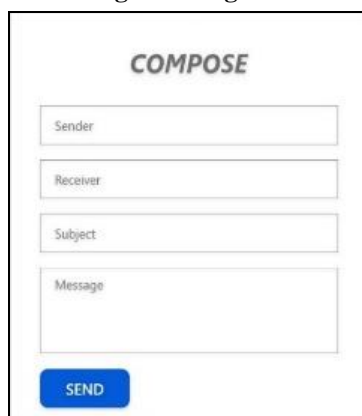 COMPOSE
Sender
Receiver
Subject
Message
SEND